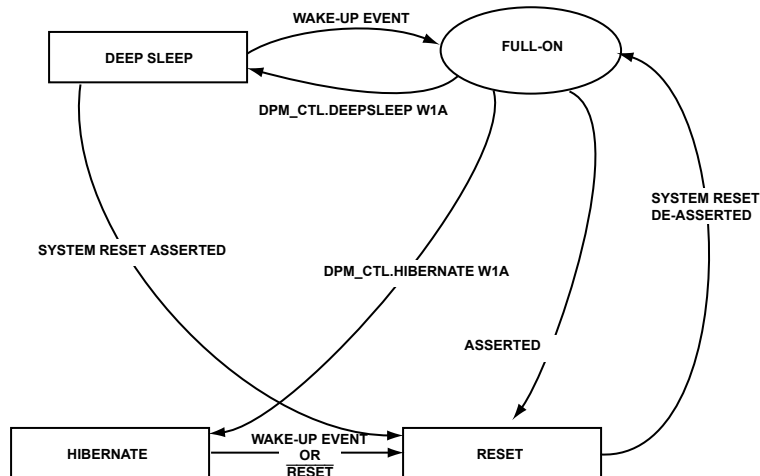 WAKE-UP EVENT
FULL-ON
DEEP SLEEP
DPM_CTL.DEEPSLEEP W1A
SYSTEM RESET
DE-ASSERTED
SYSTEM RESET ASSERTED
DPM_CTL.HIBERNATE W1A
ASSERTED
HIBERNATE
WAKE-UP EVENT
OR
RESET
RESET